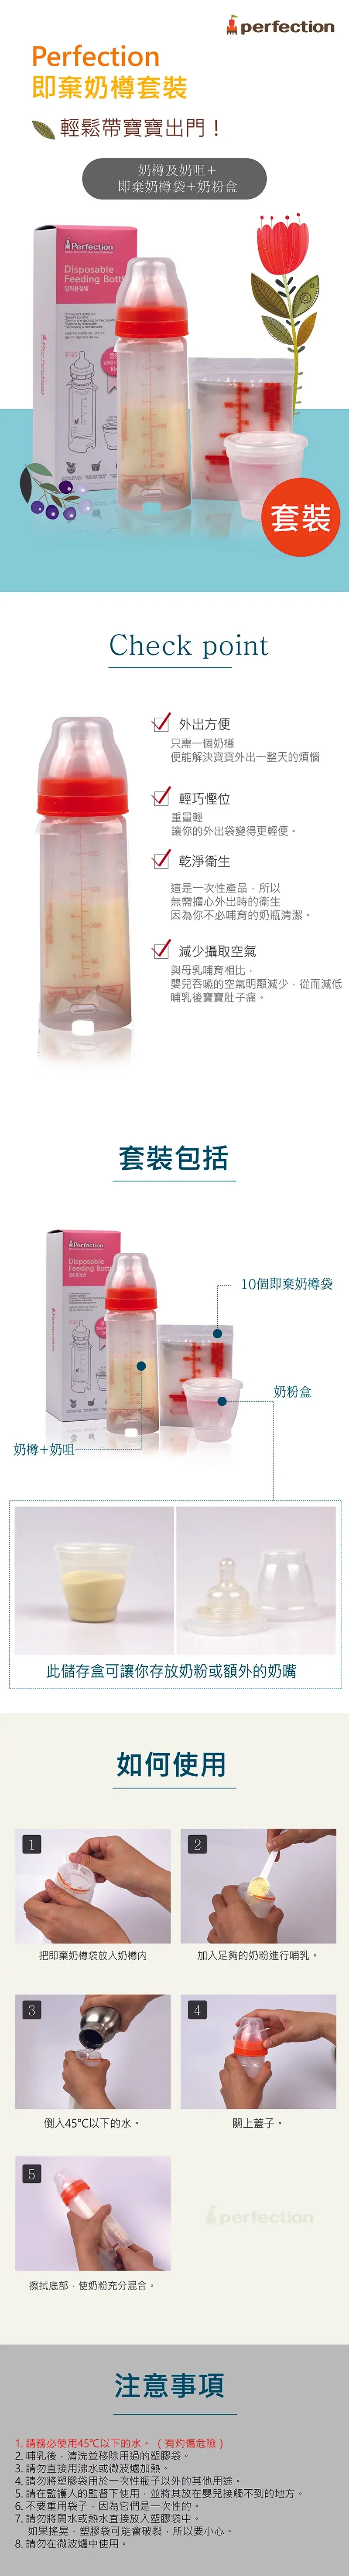 perfection
Perfection
即棄奶樽套裝
輕鬆帶寶寶出門！
奶樽及奶咀+
即棄奶樽袋+奶粉盒
Perfection
Disposable
Feeding Bottle
套裝
Check point
外出方便
只需一個奶樽
便能解決寶寶外出一整天的煩惱
輕巧慳位
重量輕
讓你的外出袋變得更輕便。
乾淨衛生
這是一次性產品，所以
無需擔心外出時的衛生
因為你不必哺育的奶瓶清潔。
減少攝取空氣
與母乳哺育相比，
嬰兒吞嚥的空氣明顯減少，從而減低
哺乳後寶寶肚子痛。
套裝包括
Perfection
Disposable
Feeding Bott
10個即棄奶樽袋
奶粉盒
奶樽+奶咀
此儲存盒可讓你存放奶粉或額外的奶嘴
如何使用
1
2
把即棄奶樽袋放入奶樽內
加入足夠的奶粉進行哺乳。
3
4
倒入45°C以下的水。
關上蓋子。
5
perfection
擦拭底部，使奶粉充分混合。
注意事項
1. 請務必使用45℃以下的水。（有灼傷危險）
2. 哺乳後，清洗並移除用過的塑膠袋。
3. 請勿直接用沸水或微波爐加熱。
4. 請勿將塑膠袋用於一次性瓶子以外的其他用途。
5. 請在監護人的監督下使用，並將其放在嬰兒接觸不到的地方。
6. 不要重用袋子，因為它們是一次性的。
7. 請勿將開水或熱水直接放入塑膠袋中。
如果搖晃，塑膠袋可能會破裂，所以要小心。
8. 請勿在微波爐中使用。